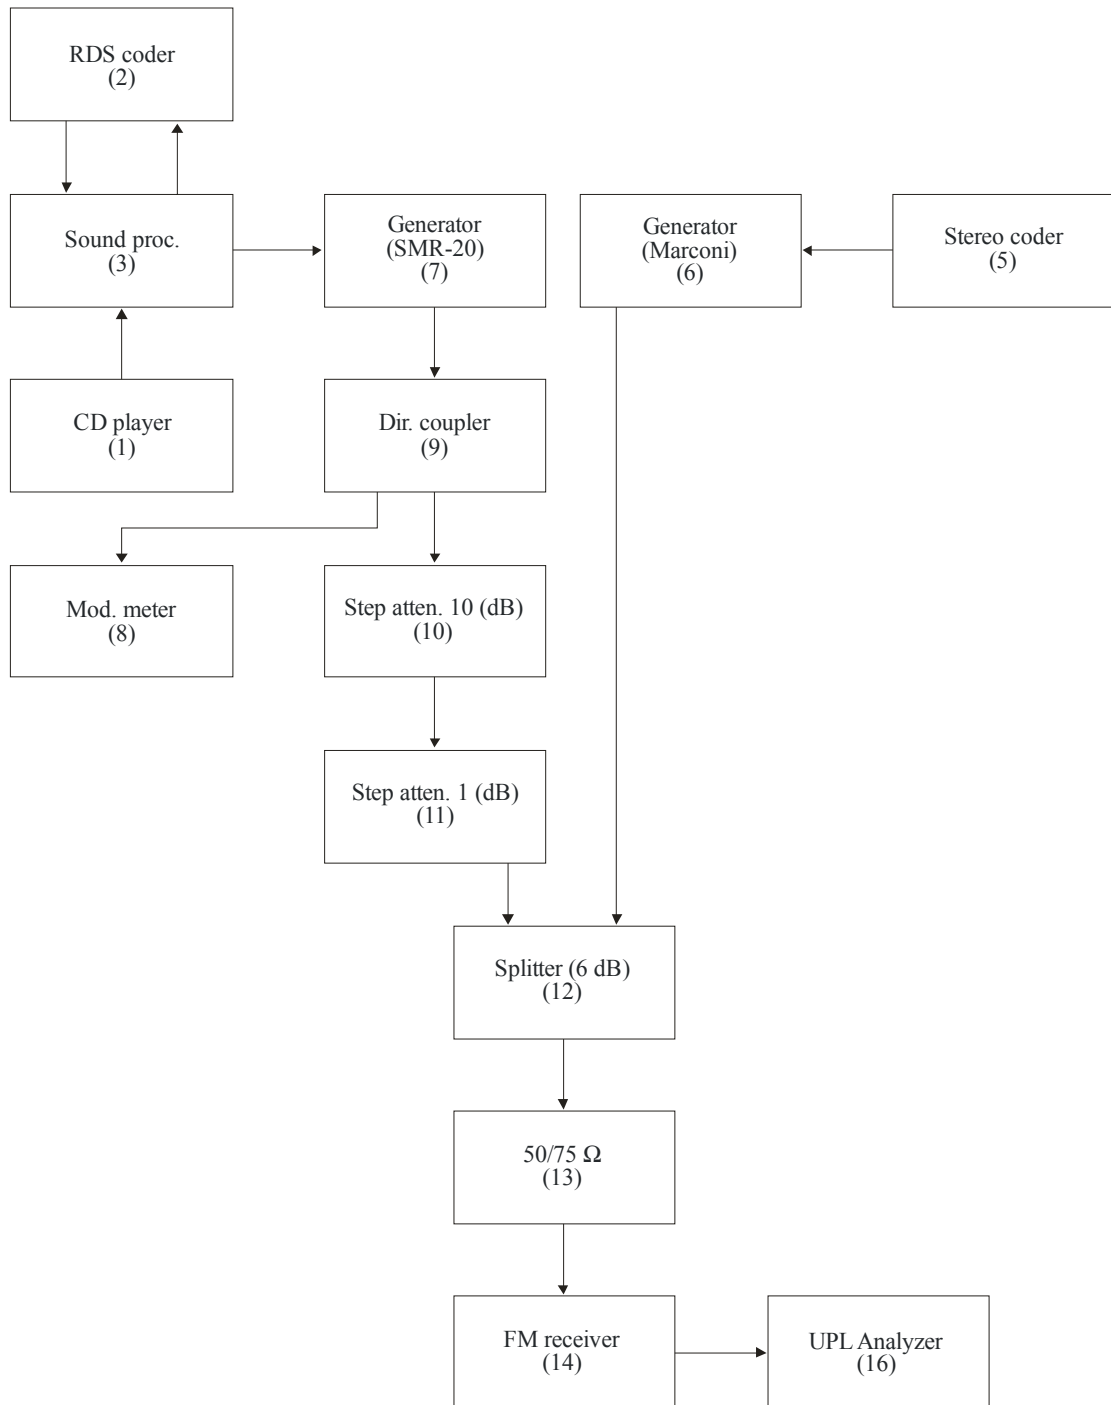 RDS coder
(2)
Sound proc.
(3)
Generator
(SMR-20)
(7)
Generator
(Marconi)
(6)
Stereo coder
(5)
CD player
(1)
Dir. coupler
(9)
Mod. meter
(8)
Step atten. 10 (dB)
(10)
Step atten. 1 (dB)
(11)
Splitter (6 dB)
(12)
50/75 Ω
(13)
FM receiver
(14)
UPL Analyzer
(16)